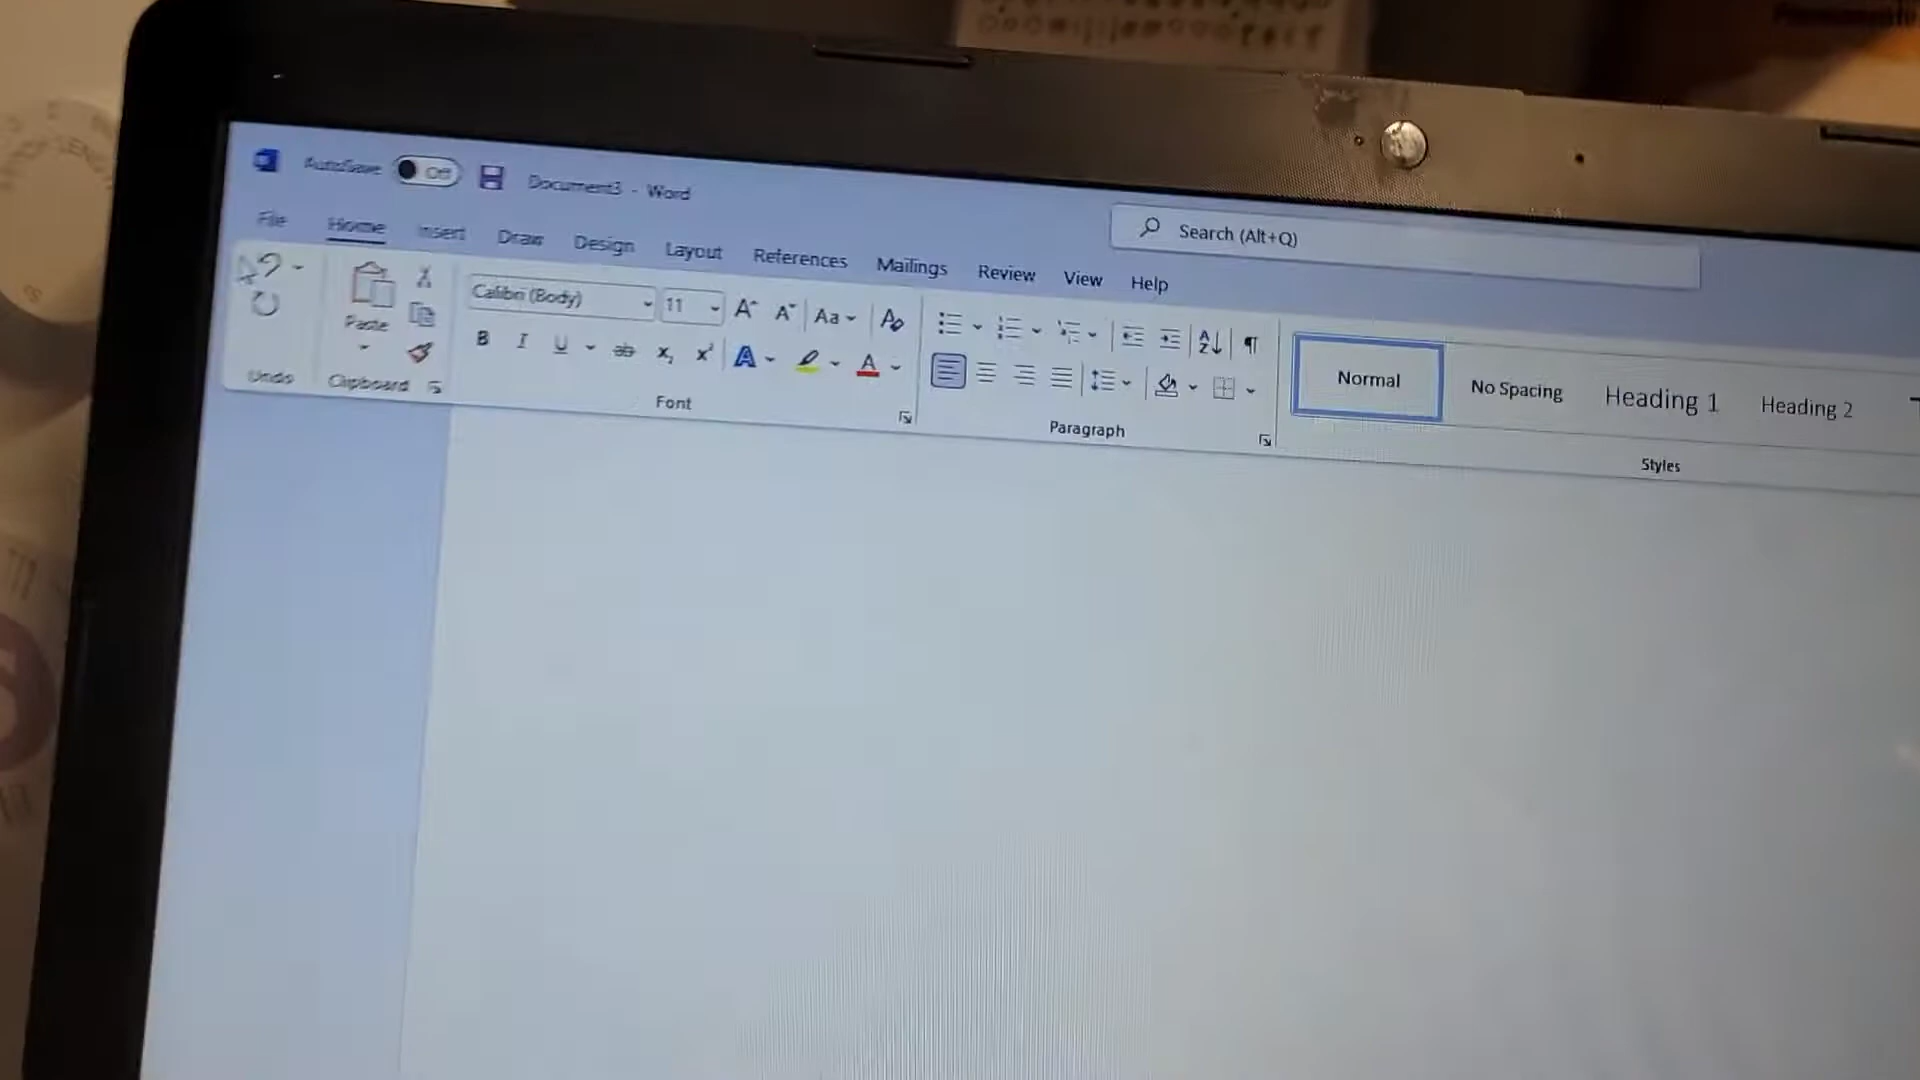 AutoSave Off Document3 - Word
Search (Alt+Q)
File Home Insert Draw Design Layout References Mailings Review View Help
Calibri (Body) 11
Paste
Normal No Spacing Heading 1 Heading 2
Undo Clipboard Font Paragraph Styles